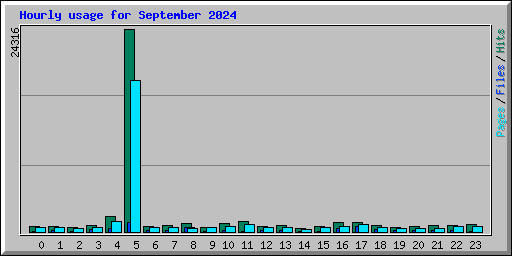 Hourly usage for September 2024
24316
Pages/Files/Hits
0 1 2 3 4 5 6 7 8 9 10 11 12 13 14 15 16 17 18 19 20 21 22 23